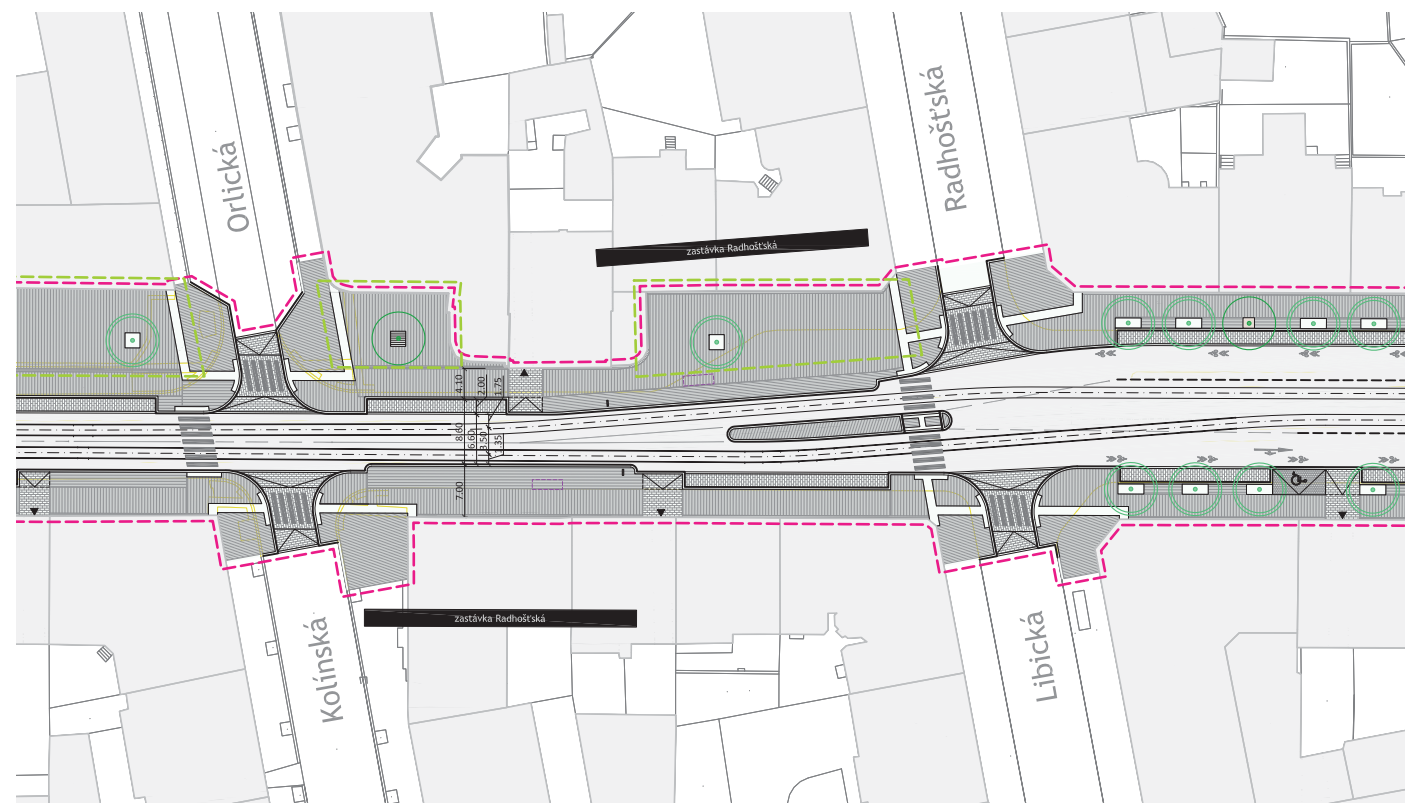 Orlická
Radhošťská
zastávka Radhošťská
4.10
2.00
1.75
8.60
6.60
3.50
1.35
7.00
zastávka Radhošťská
Kolínská
Libická